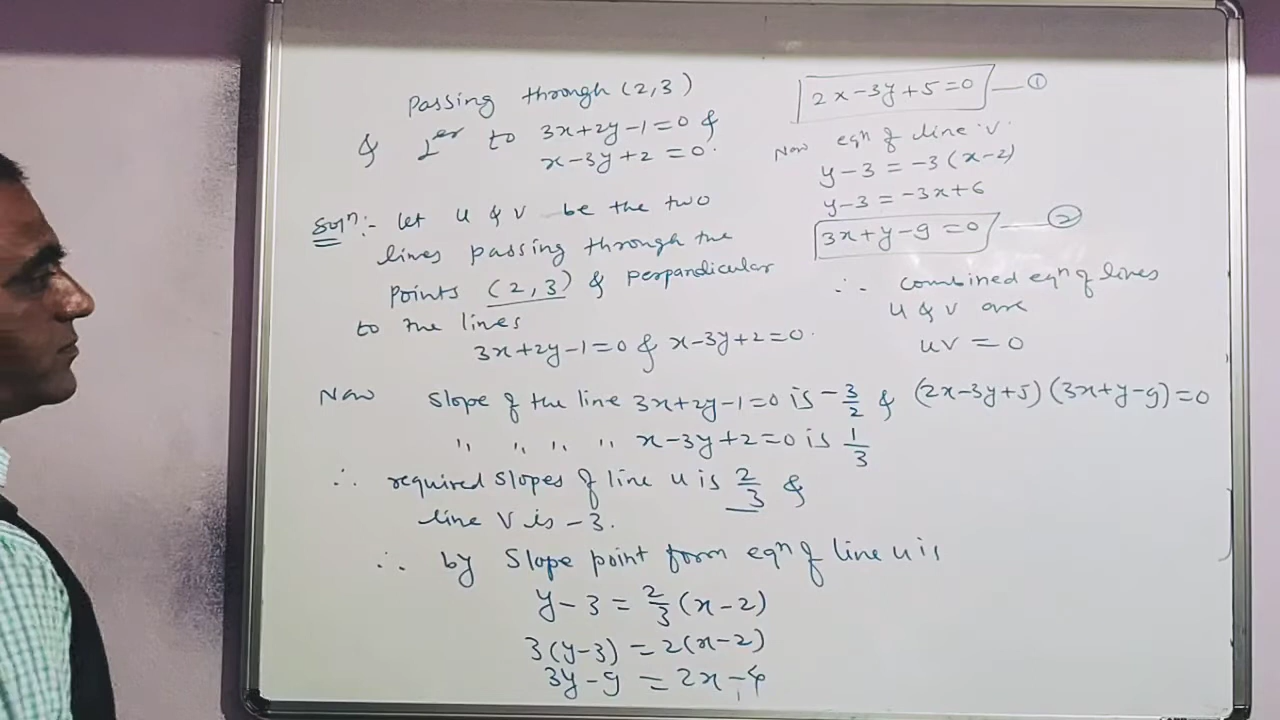 Passing through (2,3)
& ⊥er to 3x+2y-1=0 &
x-3y+2=0.
Solⁿ:- Let u & v be the two
lines passing through the
points (2,3) & perpandicular
to the lines
3x+2y-1=0 & x-3y+2=0.
Now slope of the line 3x+2y-1=0 is -3/2 &
" " " " x-3y+2=0 is 1/3
∴ required slopes of line u is 2/3 &
line v is -3.
∴ by slope point form eqⁿ of line u is
y-3 = 2/3 (x-2)
3(y-3) = 2(x-2)
3y-9 = 2x-4
2x-3y+5=0 — ①
Now eqⁿ of line v.
y-3 = -3(x-2)
y-3 = -3x+6
3x+y-9=0 — ②
∴ combined eqⁿ of lines
u & v are
uv = 0
(2x-3y+5)(3x+y-9)=0